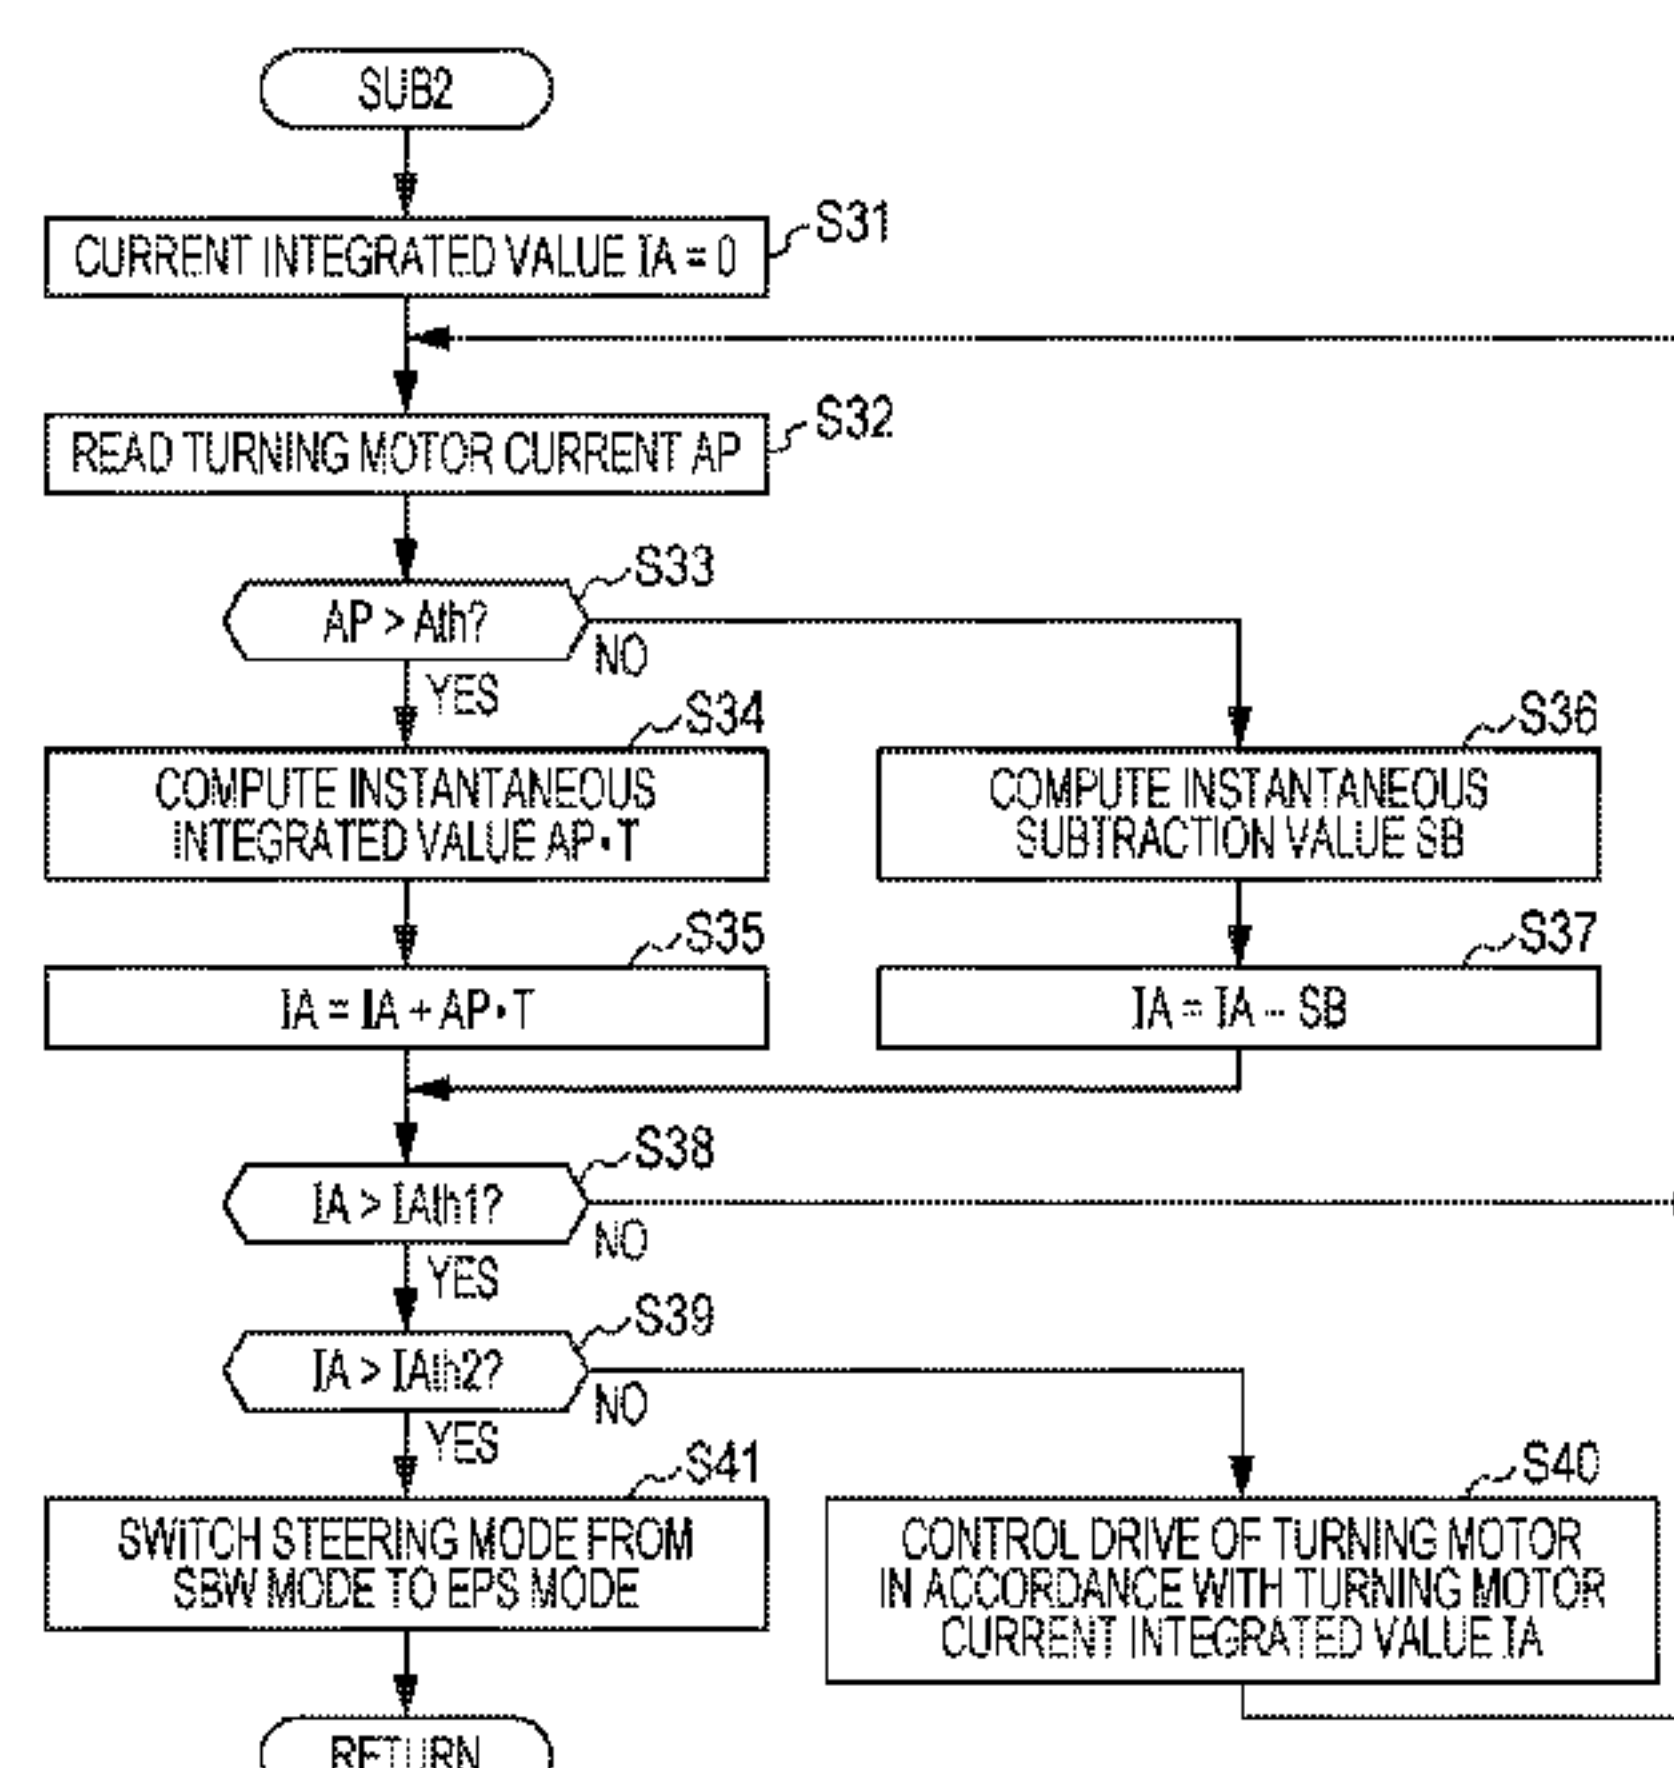 SUB2
S31
CURRENT INTEGRATED VALUE IA = 0
S32
READ TURNING MOTOR CURRENT AP
S33
AP > Ath?
NO
YES
S34
COMPUTE INSTANTANEOUS
INTEGRATED VALUE AP•T
S36
COMPUTE INSTANTANEOUS
SUBTRACTION VALUE SB
S35
IA = IA + AP•T
S37
IA = IA - SB
S38
IA > IAth1?
NO
YES
S39
IA > IAth2?
NO
YES
S41
SWITCH STEERING MODE FROM
SBW MODE TO EPS MODE
S40
CONTROL DRIVE OF TURNING MOTOR
IN ACCORDANCE WITH TURNING MOTOR
CURRENT INTEGRATED VALUE IA
RETURN